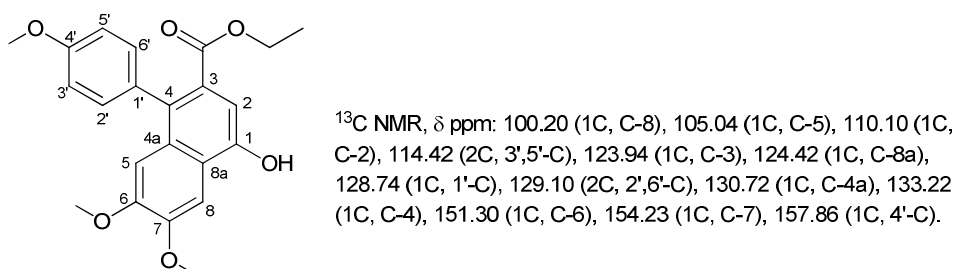 O
O
O
5'
4'
6'
3'
1'
2'
4
3
2
4a
1
5
8a
OH
6
8
7
O
O
¹³C NMR, δ ppm: 100.20 (1C, C-8), 105.04 (1C, C-5), 110.10 (1C,
C-2), 114.42 (2C, 3',5'-C), 123.94 (1C, C-3), 124.42 (1C, C-8a),
128.74 (1C, 1'-C), 129.10 (2C, 2',6'-C), 130.72 (1C, C-4a), 133.22
(1C, C-4), 151.30 (1C, C-6), 154.23 (1C, C-7), 157.86 (1C, 4'-C).